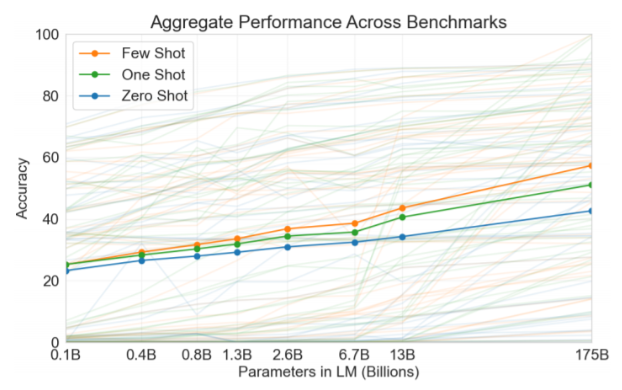 Aggregate Performance Across Benchmarks
100
80
60
40
20
0
Accuracy
Few Shot
One Shot
Zero Shot
0.1B 0.4B 0.8B 1.3B 2.6B 6.7B 13B 175B
Parameters in LM (Billions)